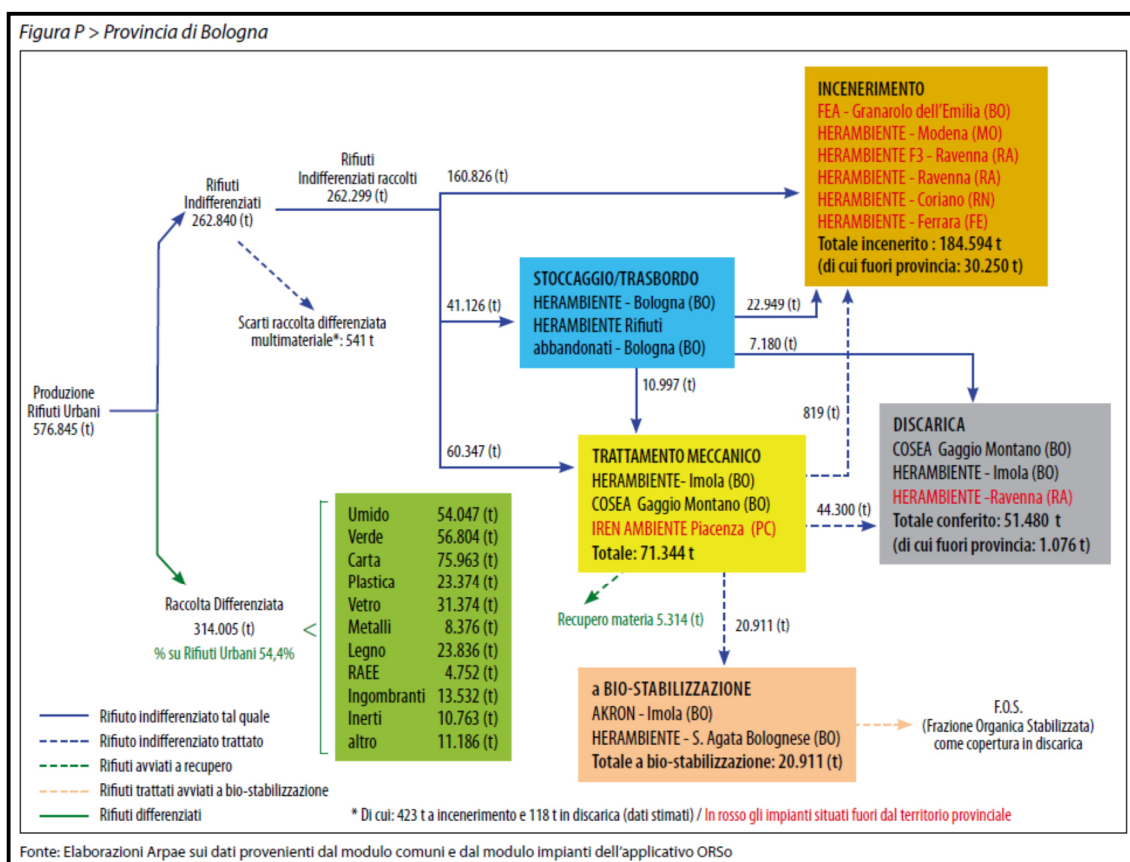 Figura P > Provincia di Bologna
INCENERIMENTO
FEA - Granarolo dell'Emilia (BO)
HERAMBIENTE - Modena (MO)
HERAMBIENTE F3 - Ravenna (RA)
HERAMBIENTE - Ravenna (RA)
HERAMBIENTE - Coriano (RN)
HERAMBIENTE - Ferrara (FE)
Totale incenerito : 184.594 t
(di cui fuori provincia: 30.250 t)
Rifiuti
Indifferenziati raccolti
262.299 (t)
160.826 (t)
Rifiuti
Indifferenziati
262.840 (t)
STOCCAGGIO/TRASBORDO
HERAMBIENTE - Bologna (BO)
HERAMBIENTE Rifiuti
abbandonati - Bologna (BO)
41.126 (t)
22.949 (t)
7.180 (t)
Scarti raccolta differenziata
multimateriale*: 541 t
10.997 (t)
819 (t)
Produzione
Rifiuti Urbani
576.845 (t)
DISCARICA
COSEA Gaggio Montano (BO)
HERAMBIENTE - Imola (BO)
HERAMBIENTE -Ravenna (RA)
Totale conferito: 51.480 t
(di cui fuori provincia: 1.076 t)
60.347 (t)
TRATTAMENTO MECCANICO
HERAMBIENTE- Imola (BO)
COSEA Gaggio Montano (BO)
IREN AMBIENTE Piacenza (PC)
Totale: 71.344 t
44.300 (t)
Umido 54.047 (t)
Verde 56.804 (t)
Carta 75.963 (t)
Plastica 23.374 (t)
Vetro 31.374 (t)
Metalli 8.376 (t)
Legno 23.836 (t)
RAEE 4.752 (t)
Ingombranti 13.532 (t)
Inerti 10.763 (t)
altro 11.186 (t)
Raccolta Differenziata
314.005 (t)
% su Rifiuti Urbani 54,4%
Recupero materia 5.314 (t)
20.911 (t)
a BIO-STABILIZZAZIONE
AKRON - Imola (BO)
HERAMBIENTE - S. Agata Bolognese (BO)
Totale a bio-stabilizzazione: 20.911 (t)
F.O.S.
(Frazione Organica Stabilizzata)
come copertura in discarica
Rifiuto indifferenziato tal quale
Rifiuto indifferenziato trattato
Rifiuti avviati a recupero
Rifiuti trattati avviati a bio-stabilizzazione
Rifiuti differenziati
* Di cui: 423 t a incenerimento e 118 t in discarica (dati stimati) / In rosso gli impianti situati fuori dal territorio provinciale
Fonte: Elaborazioni Arpae sui dati provenienti dal modulo comuni e dal modulo impianti dell'applicativo ORSo